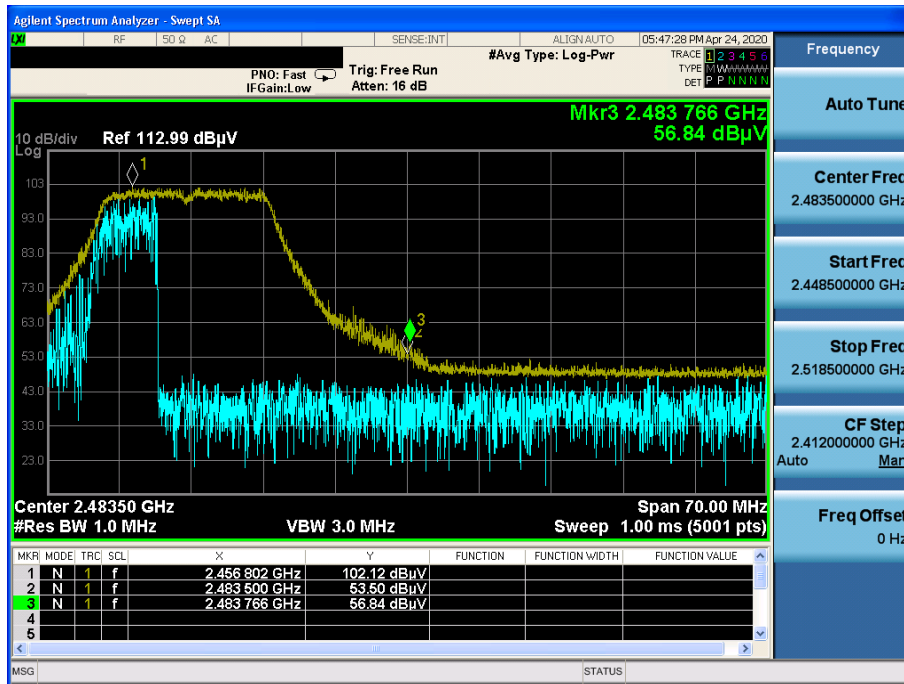 Agilent Spectrum Analyzer - Swept SA
LXI RF 50 Ω AC SENSE:INT ALIGN AUTO 05:47:28 PM Apr 24, 2020
#Avg Type: Log-Pwr TRACE 1 2 3 4 5 6
PNO: Fast Trig: Free Run TYPE M W W W W W
IFGain:Low Atten: 16 dB DET P P N N N N
Mkr3 2.483 766 GHz
56.84 dBµV
10 dB/div Ref 112.99 dBµV
Log
103
93.0
83.0
73.0
63.0
53.0
43.0
33.0
23.0
1
3
2
Center 2.48350 GHz Span 70.00 MHz
#Res BW 1.0 MHz VBW 3.0 MHz Sweep 1.00 ms (5001 pts)
MKR MODE TRC SCL X Y FUNCTION FUNCTION WIDTH FUNCTION VALUE
1 N 1 f 2.456 802 GHz 102.12 dBµV
2 N 1 f 2.483 500 GHz 53.50 dBµV
3 N 1 f 2.483 766 GHz 56.84 dBµV
4
5
MSG STATUS
Frequency
Auto Tune
Center Freq
2.483500000 GHz
Start Freq
2.448500000 GHz
Stop Freq
2.518500000 GHz
CF Step
2.412000000 GHz
Auto Man
Freq Offset
0 Hz